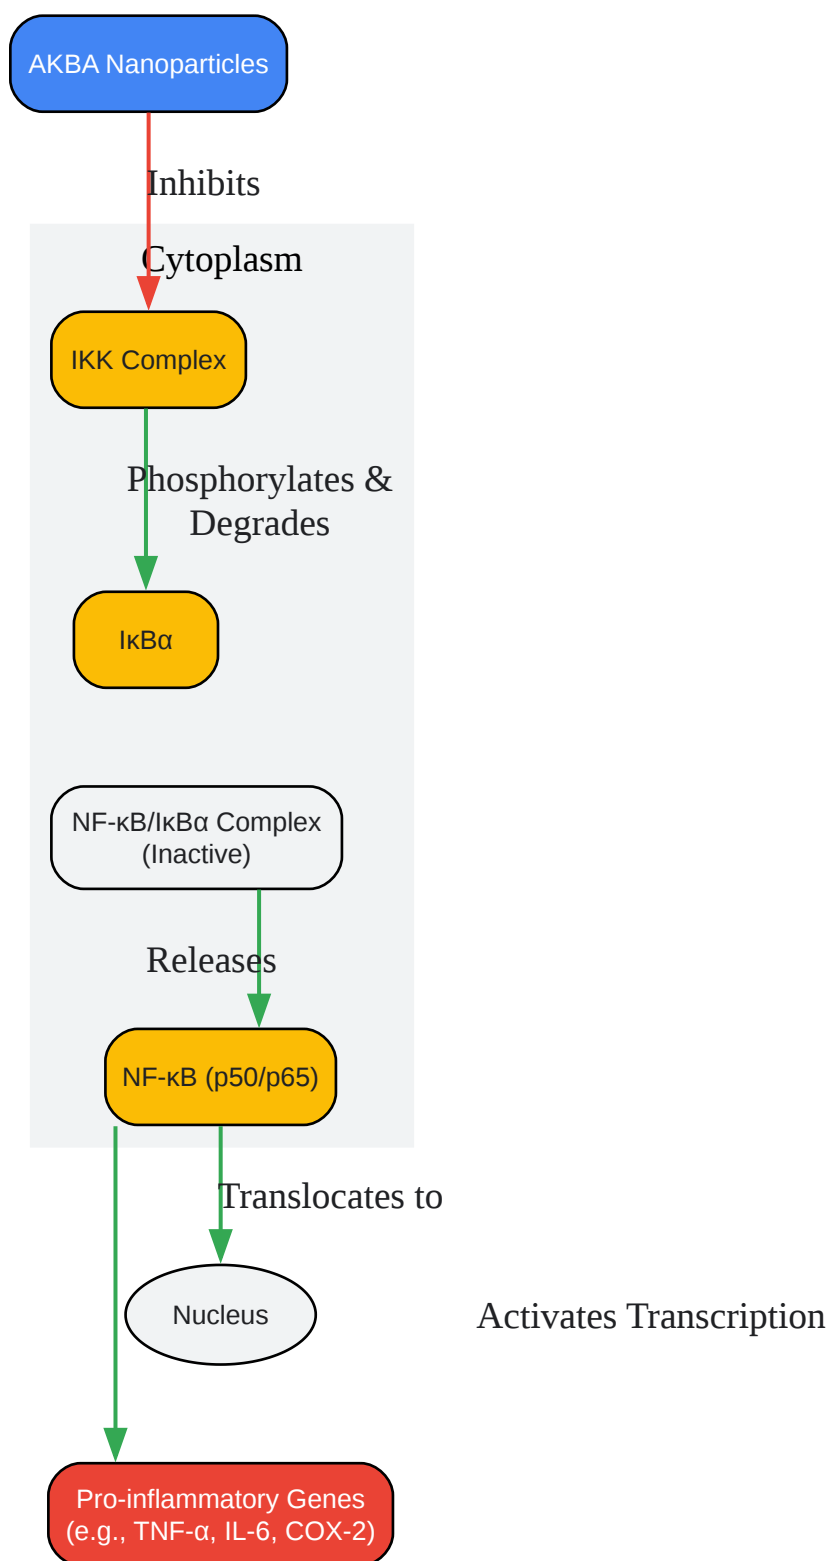 AKBA Nanoparticles
Inhibits
Cytoplasm
IKK Complex
Phosphorylates &
Degrades
IκBα
NF-κB/IκBα Complex
(Inactive)
Releases
NF-κB (p50/p65)
Translocates to
Nucleus
Activates Transcription
Pro-inflammatory Genes
(e.g., TNF-α, IL-6, COX-2)